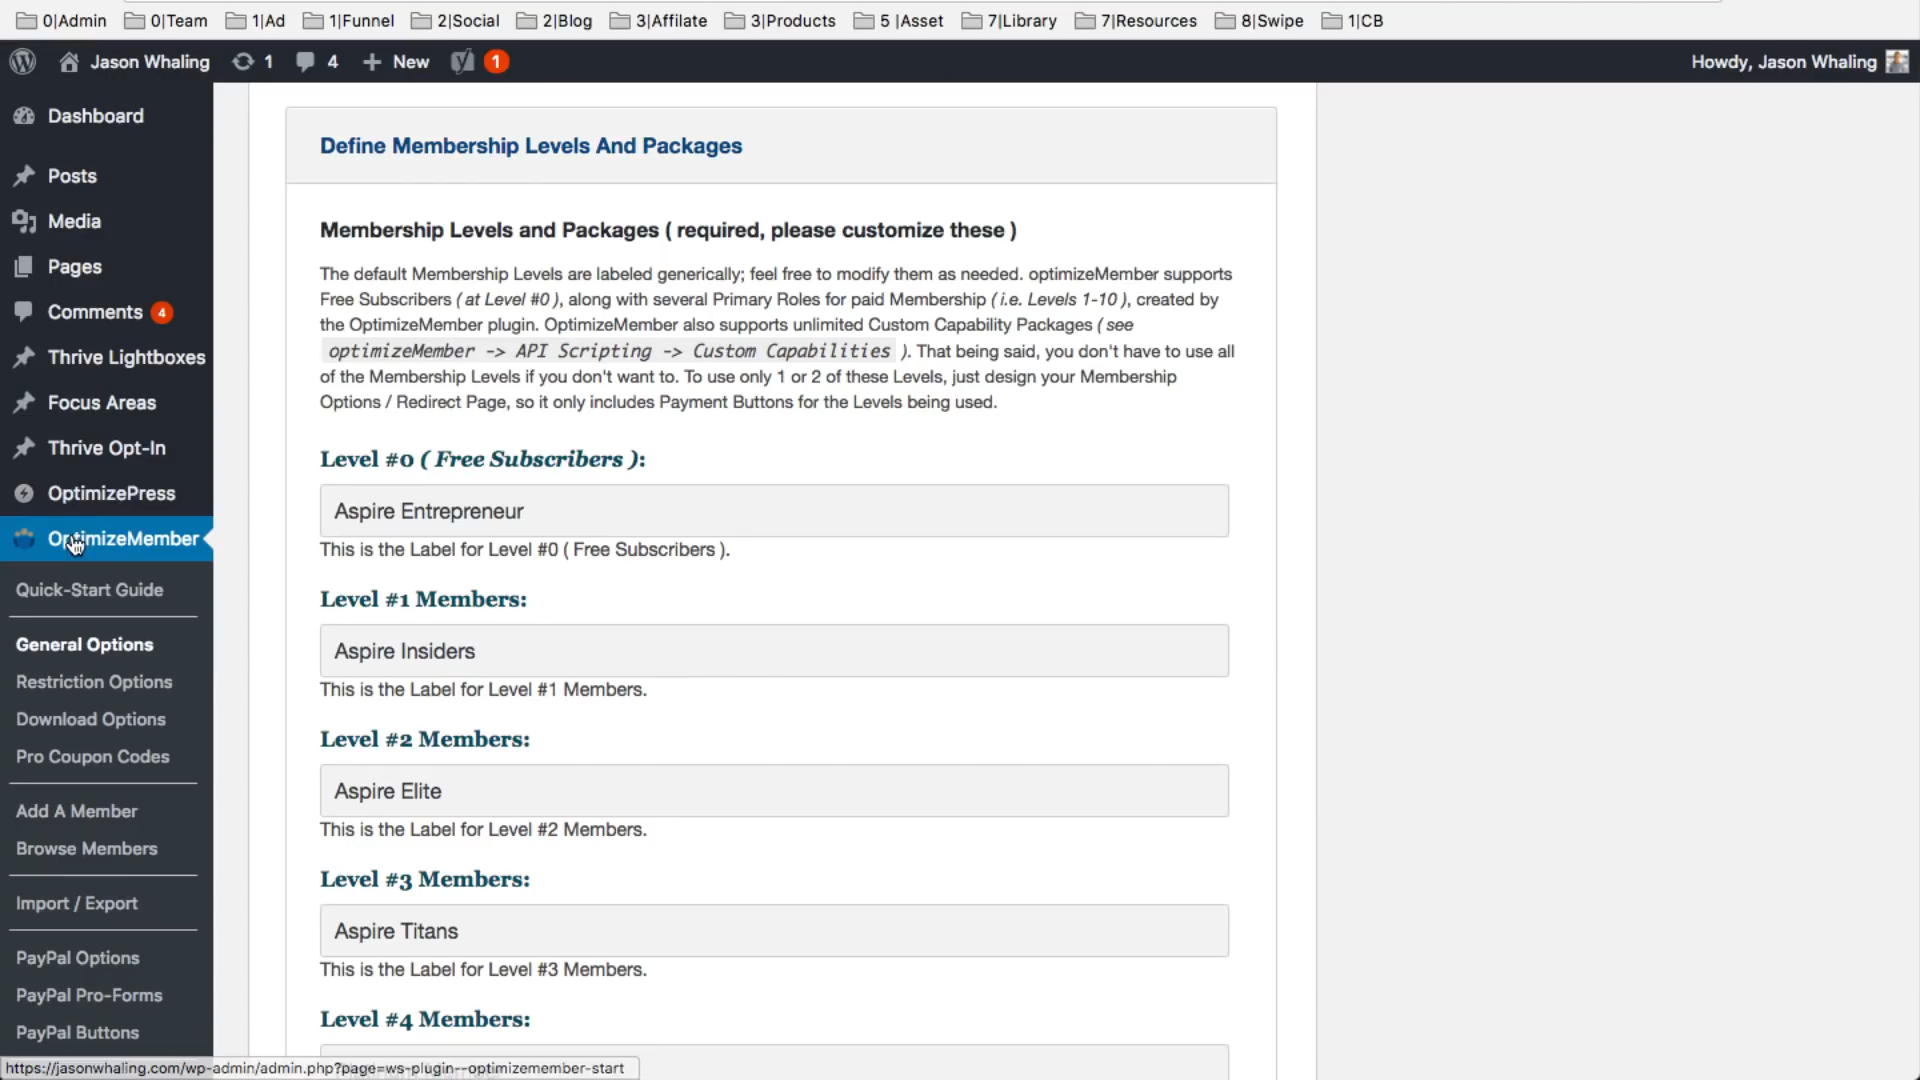 0|Admin 0|Team 1|Ad 1|Funnel 2|Social 2|Blog 3|Affilate 3|Products 5 |Asset 7|Library 7|Resources 8|Swipe 1|CB
Jason Whaling 1 4 New 1 Howdy, Jason Whaling
Dashboard
Posts
Media
Pages
Comments 4
Thrive Lightboxes
Focus Areas
Thrive Opt-In
OptimizePress
OptimizeMember
Quick-Start Guide
General Options
Restriction Options
Download Options
Pro Coupon Codes
Add A Member
Browse Members
Import / Export
PayPal Options
PayPal Pro-Forms
PayPal Buttons
Define Membership Levels And Packages
Membership Levels and Packages ( required, please customize these )
The default Membership Levels are labeled generically; feel free to modify them as needed. optimizeMember supports
Free Subscribers ( at Level #0 ), along with several Primary Roles for paid Membership ( i.e. Levels 1-10 ), created by
the OptimizeMember plugin. OptimizeMember also supports unlimited Custom Capability Packages ( see
optimizeMember -> API Scripting -> Custom Capabilities ). That being said, you don't have to use all
of the Membership Levels if you don't want to. To use only 1 or 2 of these Levels, just design your Membership
Options / Redirect Page, so it only includes Payment Buttons for the Levels being used.
Level #0 ( Free Subscribers ):
Aspire Entrepreneur
This is the Label for Level #0 ( Free Subscribers ).
Level #1 Members:
Aspire Insiders
This is the Label for Level #1 Members.
Level #2 Members:
Aspire Elite
This is the Label for Level #2 Members.
Level #3 Members:
Aspire Titans
This is the Label for Level #3 Members.
Level #4 Members:
https://jasonwhaling.com/wp-admin/admin.php?page=ws-plugin--optimizemember-start